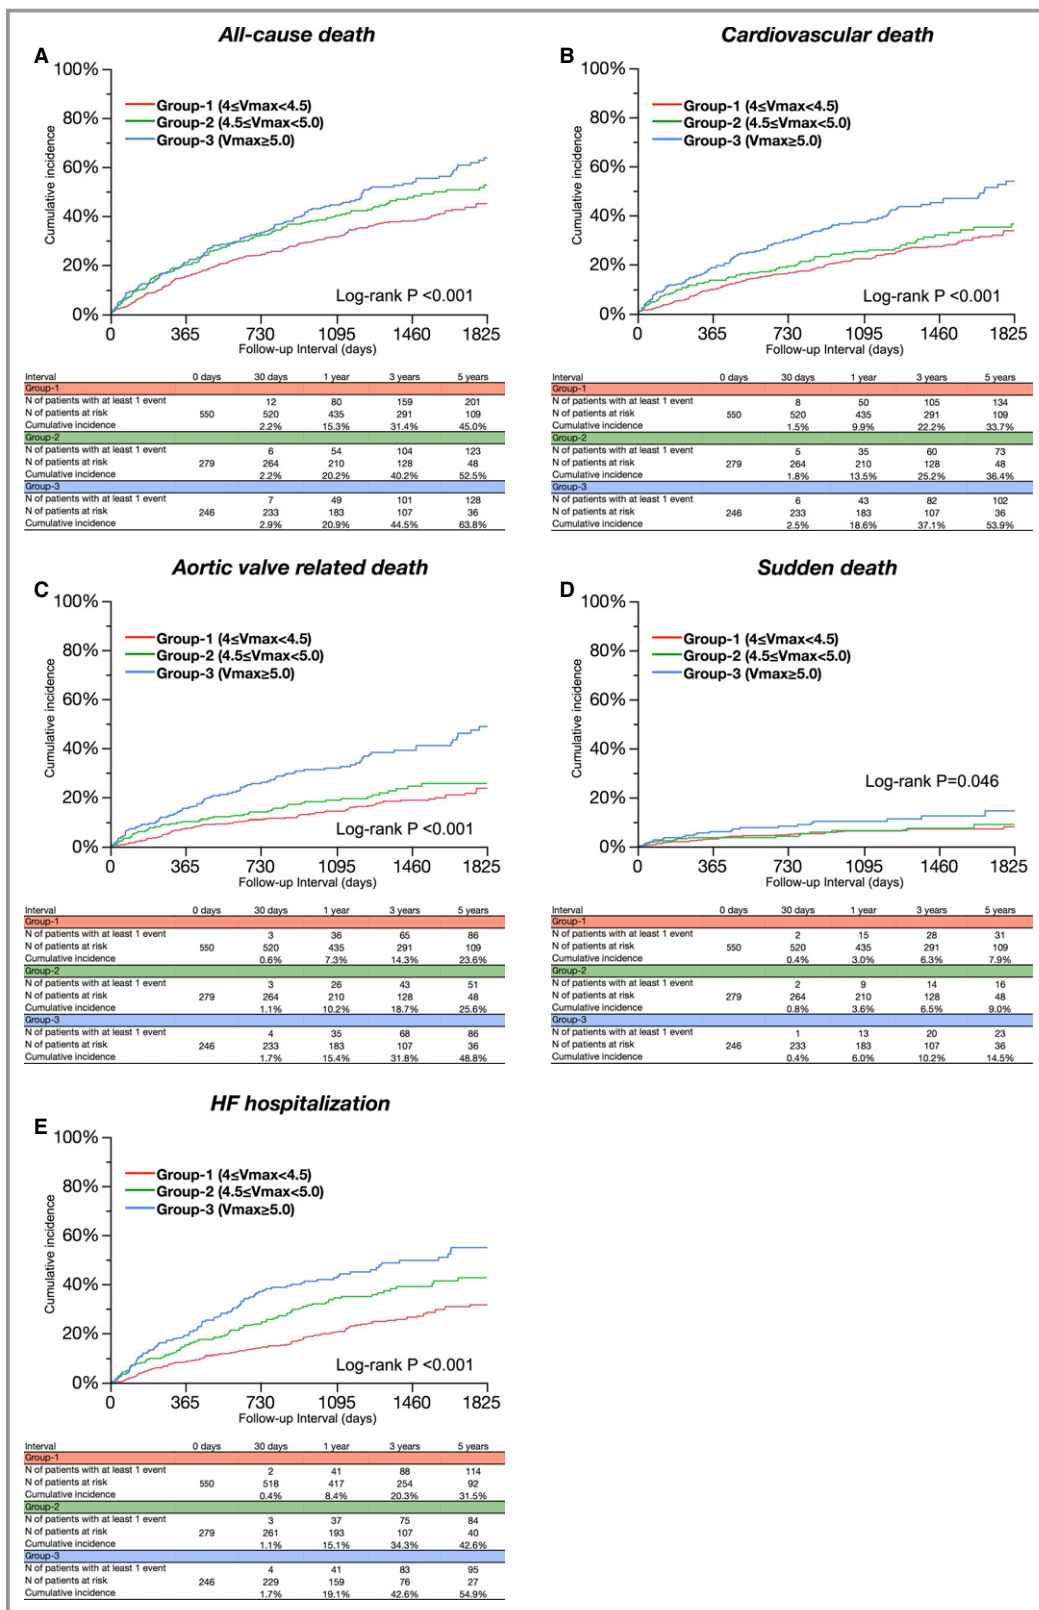 All-cause death
A
100%
80%
60%
40%
20%
0%
Cumulative incidence
Group-1 (4≤Vmax<4.5)
Group-2 (4.5≤Vmax<5.0)
Group-3 (Vmax≥5.0)
Log-rank P <0.001
0 365 730 1095 1460 1825
Follow-up Interval (days)
Interval 0 days 30 days 1 year 3 years 5 years
Group-1
N of patients with at least 1 event 12 80 159 201
N of patients at risk 550 520 435 291 109
Cumulative incidence 2.2% 15.3% 31.4% 45.0%
Group-2
N of patients with at least 1 event 6 54 104 123
N of patients at risk 279 264 210 128 48
Cumulative incidence 2.2% 20.2% 40.2% 52.5%
Group-3
N of patients with at least 1 event 7 49 101 128
N of patients at risk 246 233 183 107 36
Cumulative incidence 2.9% 20.9% 44.5% 63.8%
Cardiovascular death
B
100%
80%
60%
40%
20%
0%
Cumulative incidence
Group-1 (4≤Vmax<4.5)
Group-2 (4.5≤Vmax<5.0)
Group-3 (Vmax≥5.0)
Log-rank P <0.001
0 365 730 1095 1460 1825
Follow-up Interval (days)
Interval 0 days 30 days 1 year 3 years 5 years
Group-1
N of patients with at least 1 event 8 50 105 134
N of patients at risk 550 520 435 291 109
Cumulative incidence 1.5% 9.9% 22.2% 33.7%
Group-2
N of patients with at least 1 event 5 35 60 73
N of patients at risk 279 264 210 128 48
Cumulative incidence 1.8% 13.5% 25.2% 36.4%
Group-3
N of patients with at least 1 event 6 43 82 102
N of patients at risk 246 233 183 107 36
Cumulative incidence 2.5% 18.6% 37.1% 53.9%
Aortic valve related death
C
100%
80%
60%
40%
20%
0%
Cumulative incidence
Group-1 (4≤Vmax<4.5)
Group-2 (4.5≤Vmax<5.0)
Group-3 (Vmax≥5.0)
Log-rank P <0.001
0 365 730 1095 1460 1825
Follow-up Interval (days)
Interval 0 days 30 days 1 year 3 years 5 years
Group-1
N of patients with at least 1 event 3 36 65 86
N of patients at risk 550 520 435 291 109
Cumulative incidence 0.6% 7.3% 14.3% 23.6%
Group-2
N of patients with at least 1 event 3 26 43 51
N of patients at risk 279 264 210 128 48
Cumulative incidence 1.1% 10.2% 18.7% 25.6%
Group-3
N of patients with at least 1 event 4 35 68 86
N of patients at risk 246 233 183 107 36
Cumulative incidence 1.7% 15.4% 31.8% 48.8%
Sudden death
D
100%
80%
60%
40%
20%
0%
Cumulative incidence
Group-1 (4≤Vmax<4.5)
Group-2 (4.5≤Vmax<5.0)
Group-3 (Vmax≥5.0)
Log-rank P=0.046
0 365 730 1095 1460 1825
Follow-up Interval (days)
Interval 0 days 30 days 1 year 3 years 5 years
Group-1
N of patients with at least 1 event 2 15 28 31
N of patients at risk 550 520 435 291 109
Cumulative incidence 0.4% 3.0% 6.3% 7.9%
Group-2
N of patients with at least 1 event 2 9 14 16
N of patients at risk 279 264 210 128 48
Cumulative incidence 0.8% 3.6% 6.5% 9.0%
Group-3
N of patients with at least 1 event 1 13 20 23
N of patients at risk 246 233 183 107 36
Cumulative incidence 0.4% 6.0% 10.2% 14.5%
HF hospitalization
E
100%
80%
60%
40%
20%
0%
Cumulative incidence
Group-1 (4≤Vmax<4.5)
Group-2 (4.5≤Vmax<5.0)
Group-3 (Vmax≥5.0)
Log-rank P <0.001
0 365 730 1095 1460 1825
Follow-up Interval (days)
Interval 0 days 30 days 1 year 3 years 5 years
Group-1
N of patients with at least 1 event 2 41 88 114
N of patients at risk 550 518 417 254 92
Cumulative incidence 0.4% 8.4% 20.3% 31.5%
Group-2
N of patients with at least 1 event 3 37 75 84
N of patients at risk 279 261 193 107 40
Cumulative incidence 1.1% 15.1% 34.3% 42.6%
Group-3
N of patients with at least 1 event 4 41 83 95
N of patients at risk 246 229 159 76 27
Cumulative incidence 1.7% 19.1% 42.6% 54.9%